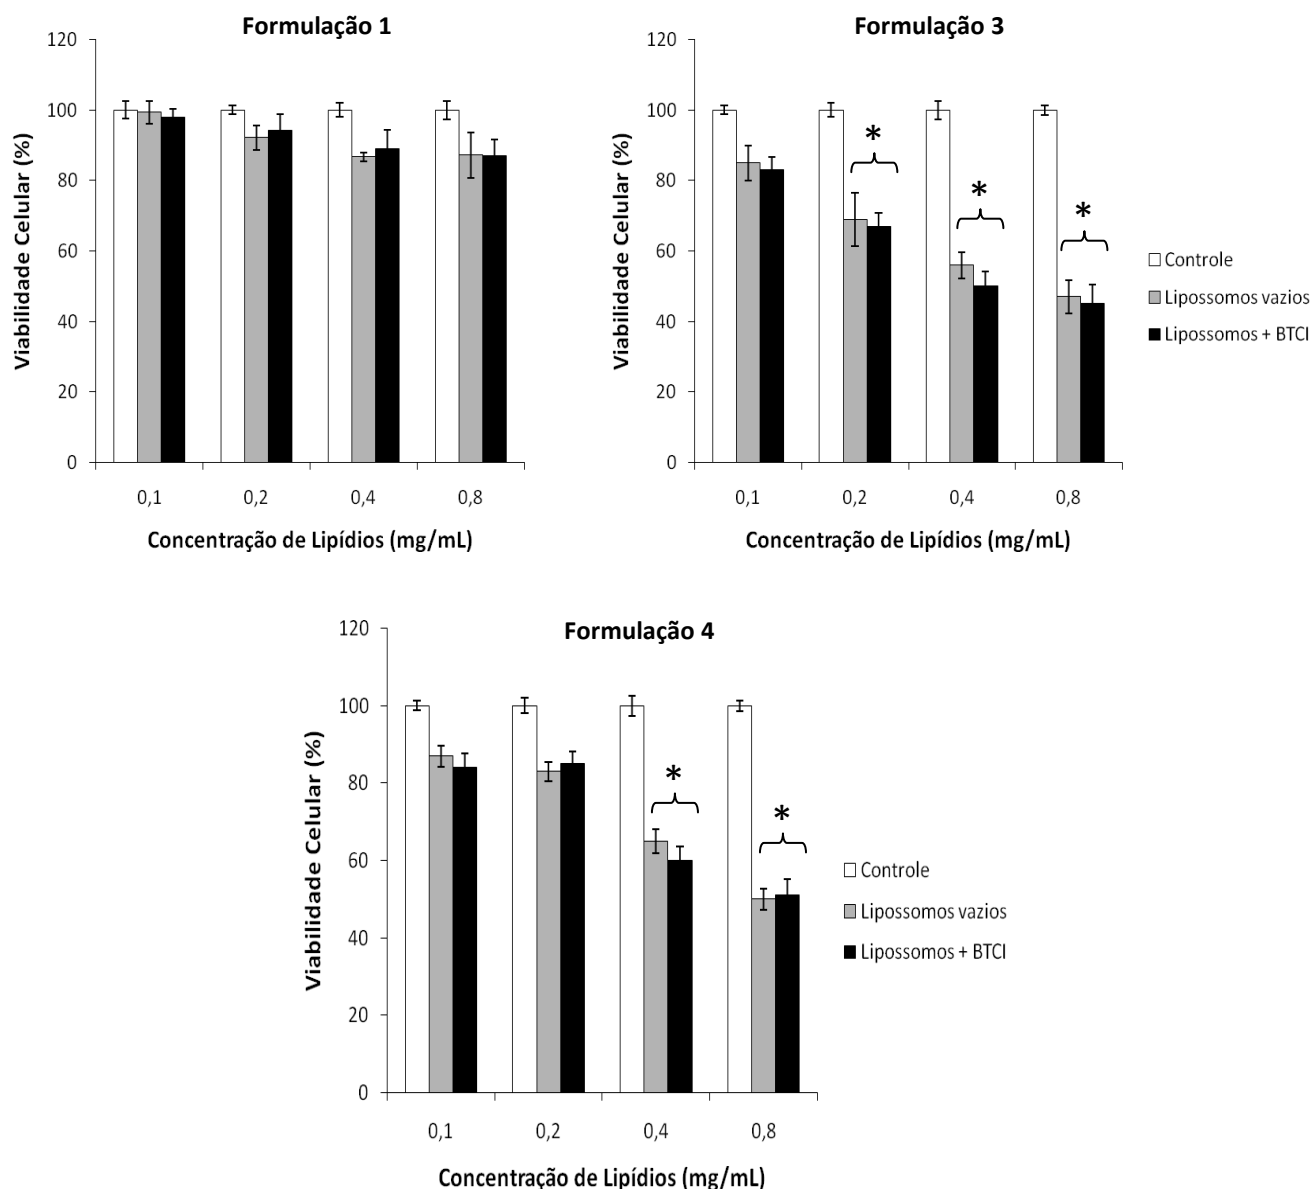 Formulação 1
120
100
80
60
40
20
0
Viabilidade Celular (%)
0,1 0,2 0,4 0,8
Concentração de Lipídios (mg/mL)
Formulação 3
120
100
80
60
40
20
0
Viabilidade Celular (%)
*
*
*
0,1 0,2 0,4 0,8
Concentração de Lipídios (mg/mL)
Controle
Lipossomos vazios
Lipossomos + BTCI
Formulação 4
120
100
80
60
40
20
0
Viabilidade Celular (%)
*
*
0,1 0,2 0,4 0,8
Concentração de Lipídios (mg/mL)
Controle
Lipossomos vazios
Lipossomos + BTCI